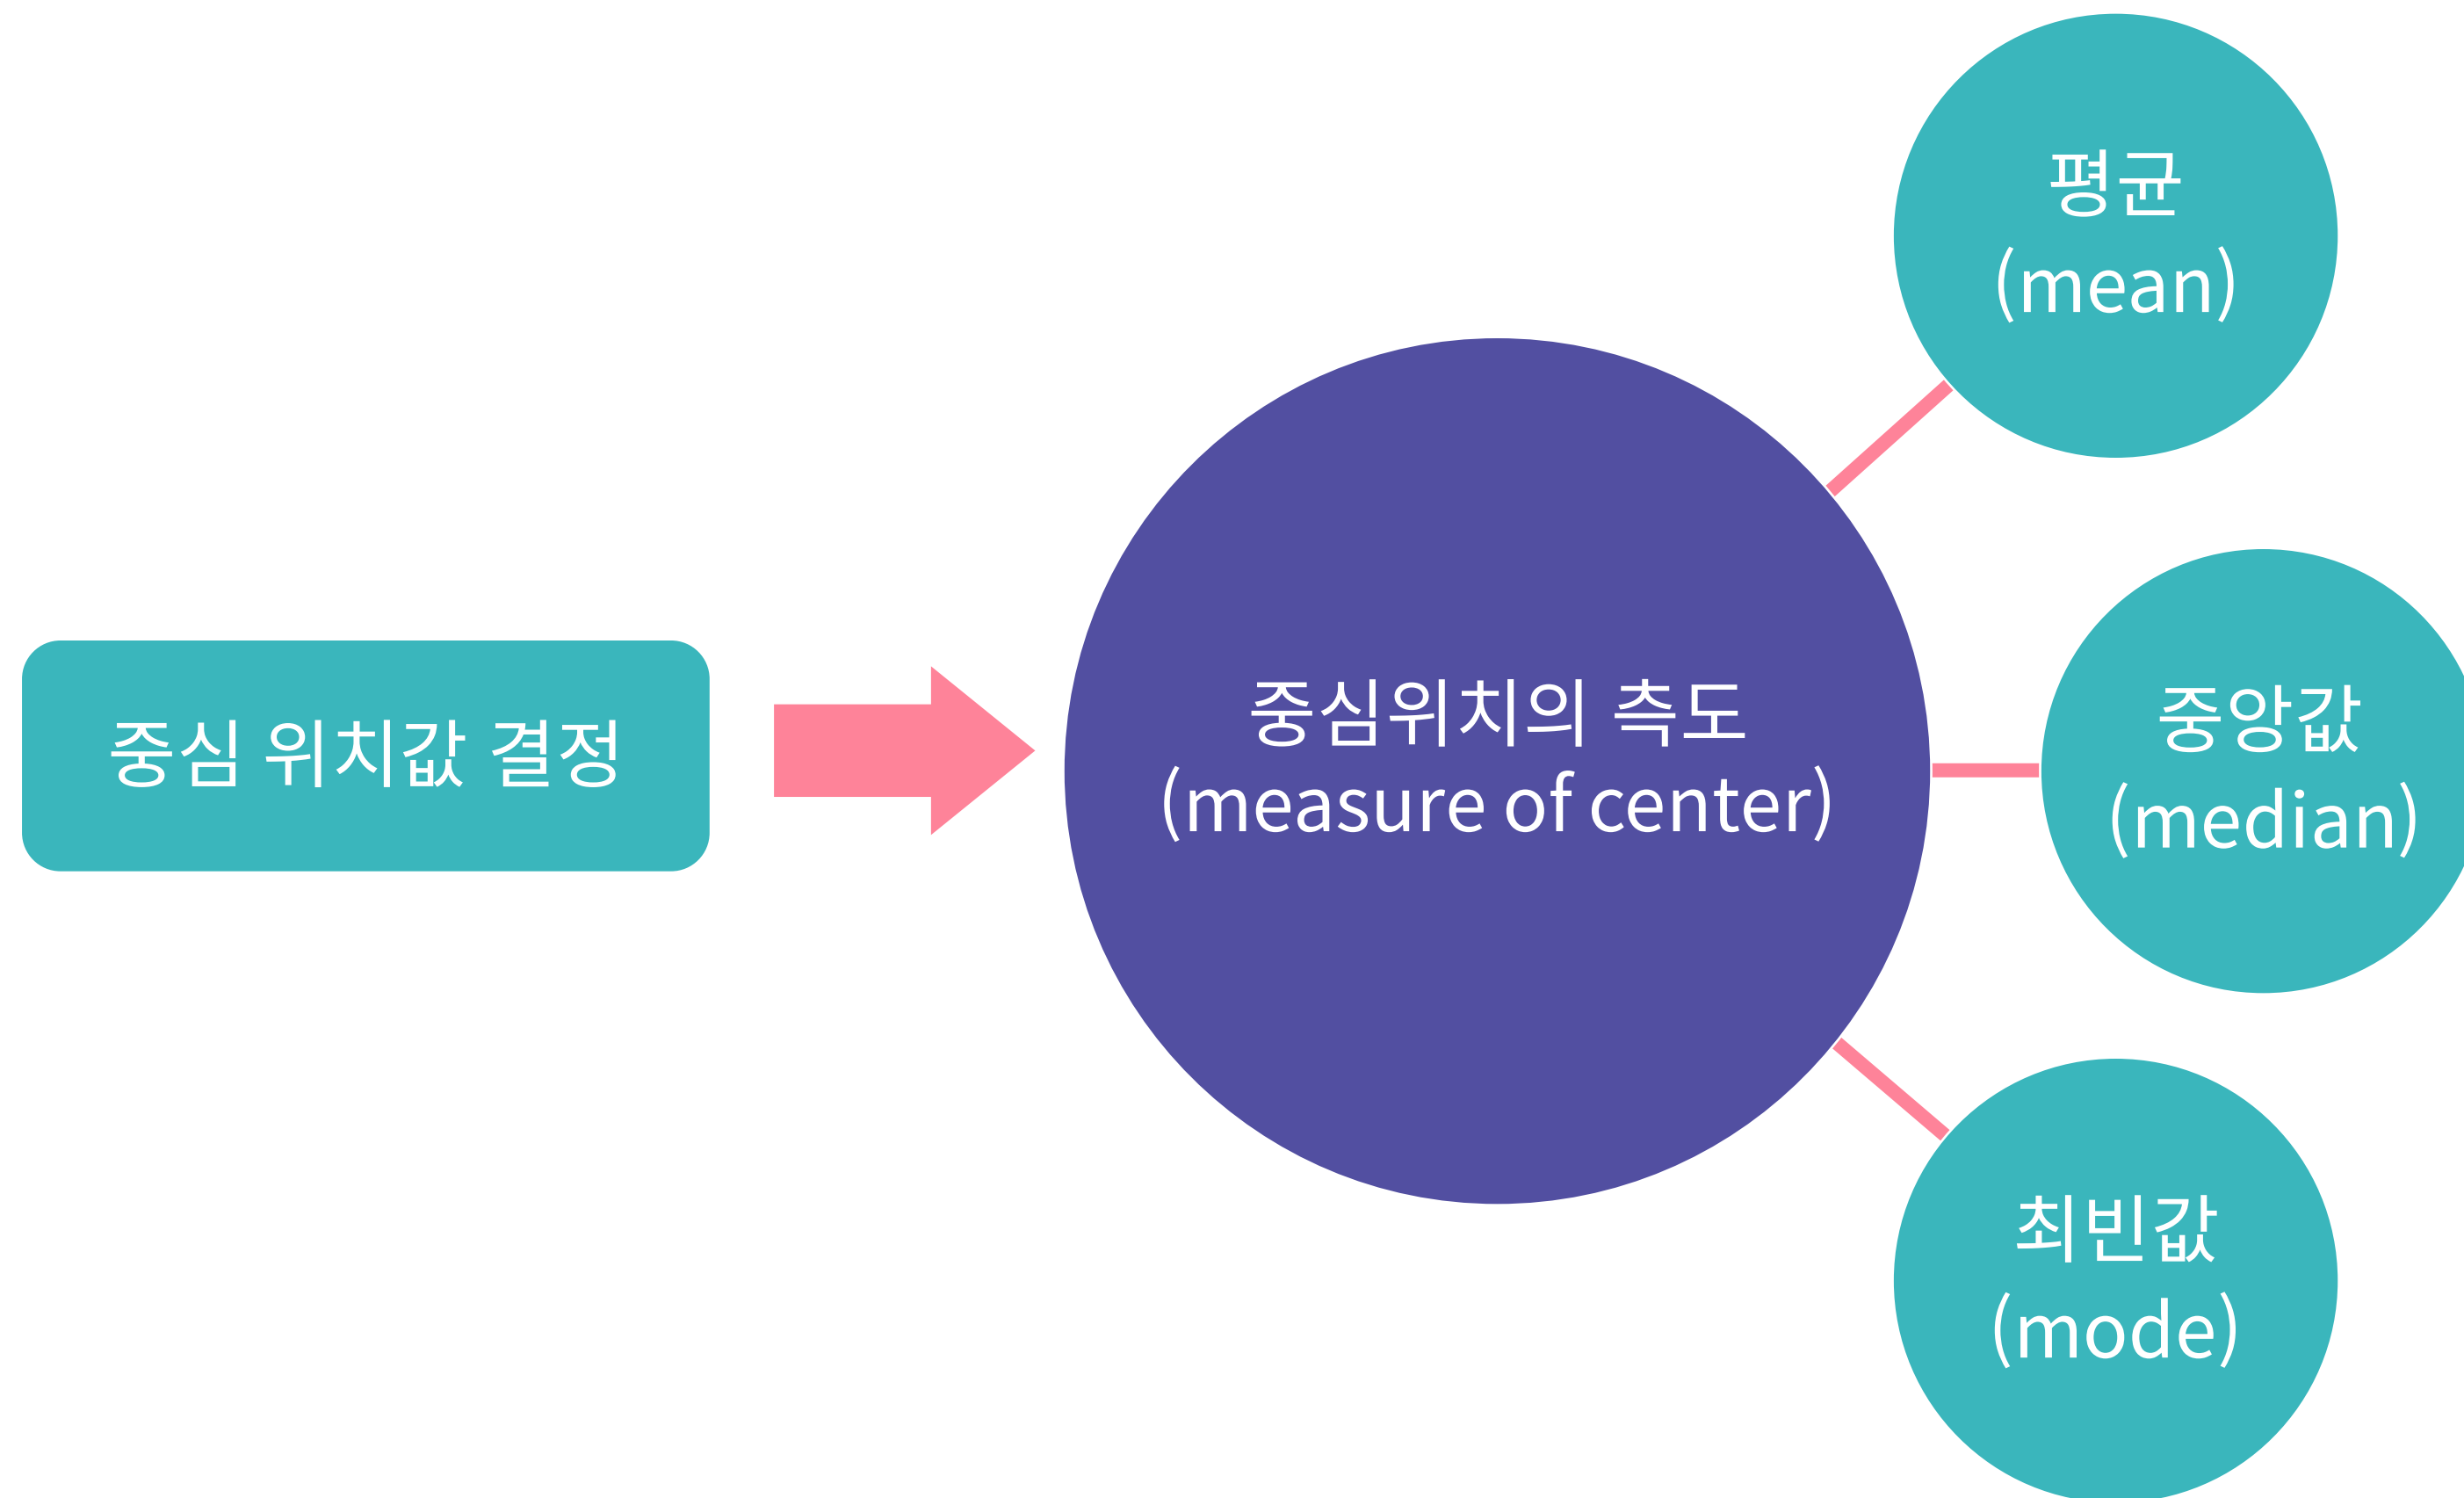 중심 위치값 결정
중심위치의 측도
(measure of center)
평균
(mean)
중앙값
(median)
최빈값
(mode)